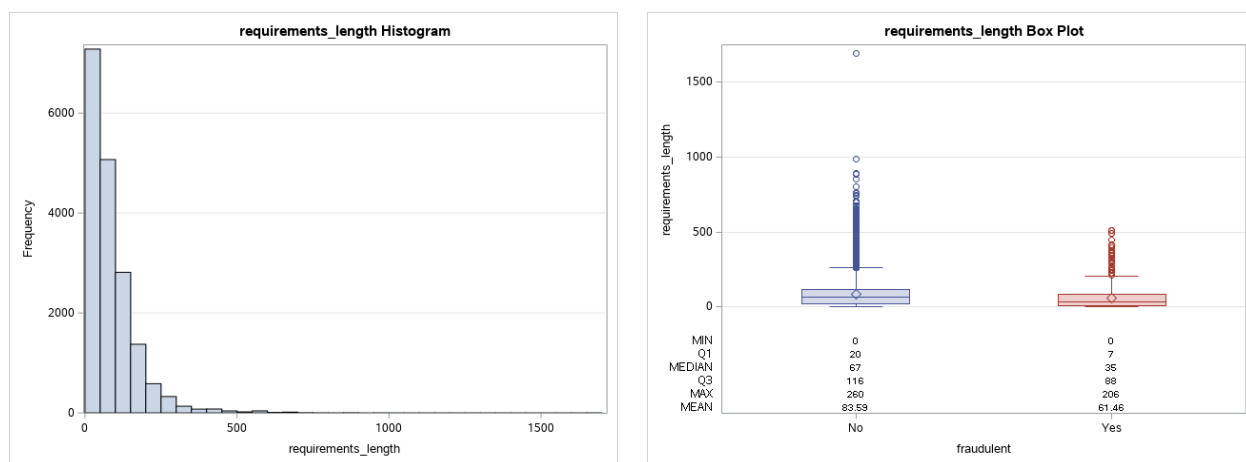 requirements_length Histogram
Frequency
6000
4000
2000
0
0 500 1000 1500
requirements_length
requirements_length Box Plot
requirements_length
1500
1000
500
0
MIN 0 0
Q1 20 7
MEDIAN 67 35
Q3 116 88
MAX 260 206
MEAN 83.59 61.46
No Yes
fraudulent